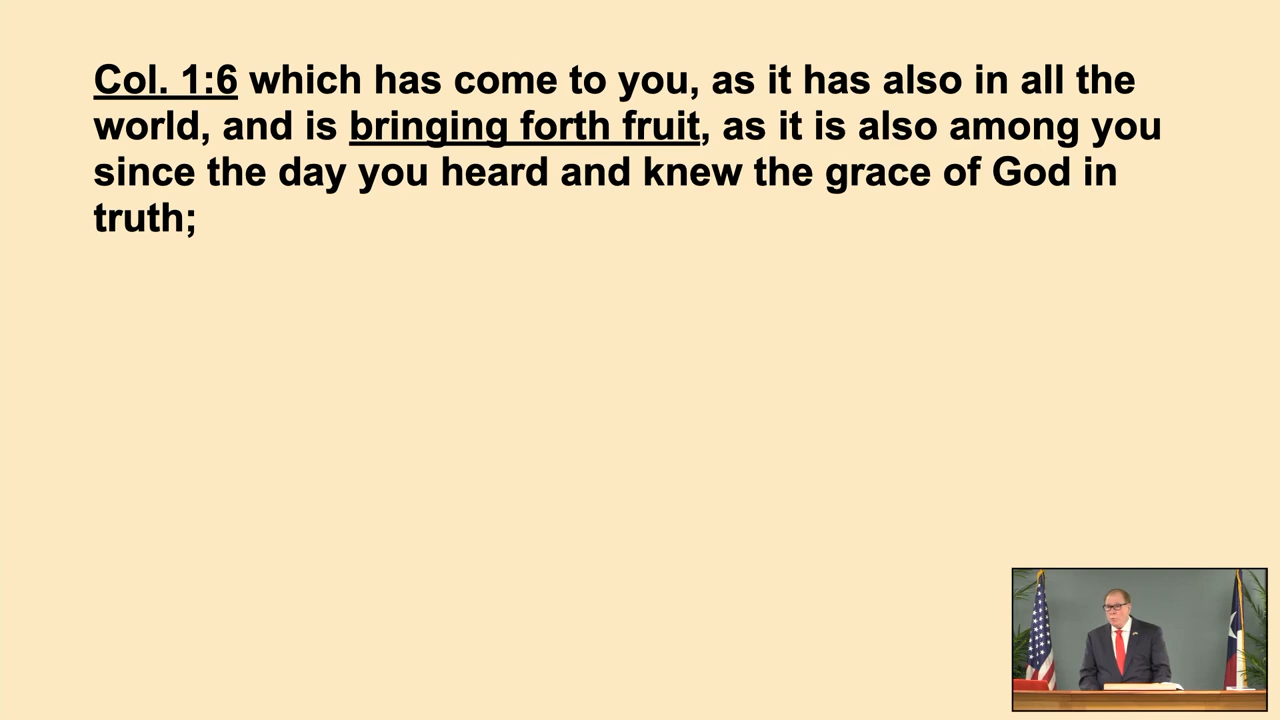 Col. 1:6 which has come to you, as it has also in all the
world, and is bringing forth fruit, as it is also among you
since the day you heard and knew the grace of God in
truth;